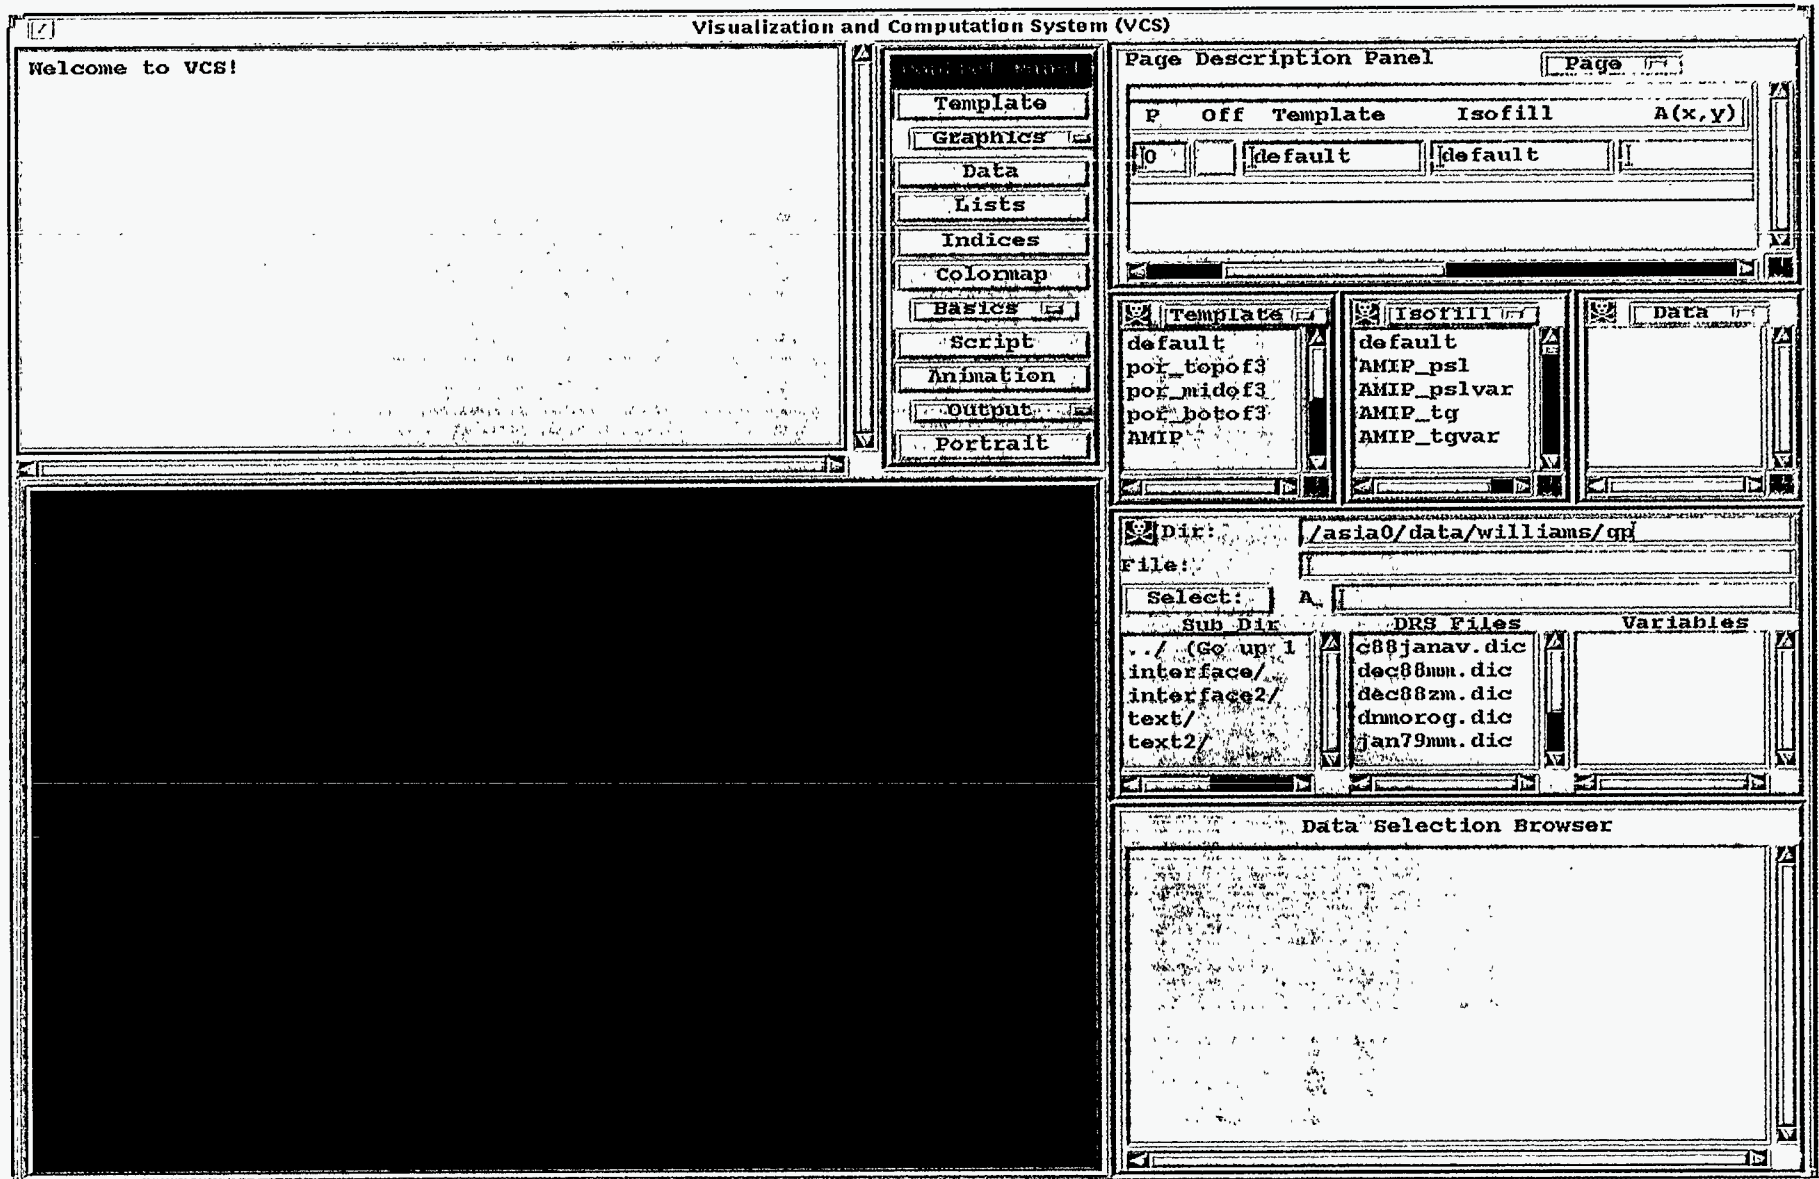 Visualization and Computation System (VCS)
Welcome to VCS!
Control Panel
Template
Graphics
Data
Lists
Indices
Colormap
Basics
Script
Animation
Output
Portrait
Page Description Panel
Page
P Off Template Isofill A(x,y)
0 default default
Template
default
por_topof3
por_midof3
por_botof3
AMIP
Isofill
default
AMIP_psl
AMIP_pslvar
AMIP_tg
AMIP_tgvar
Data
Dir: /asia0/data/williams/gp
File:
Select: A_
Sub Dir
../ (Go up 1
interface/
interface2/
text/
text2/
DRS Files
c88janav.dic
dec88mm.dic
dec88zm.dic
dnmorog.dic
jan79mm.dic
Variables
Data Selection Browser